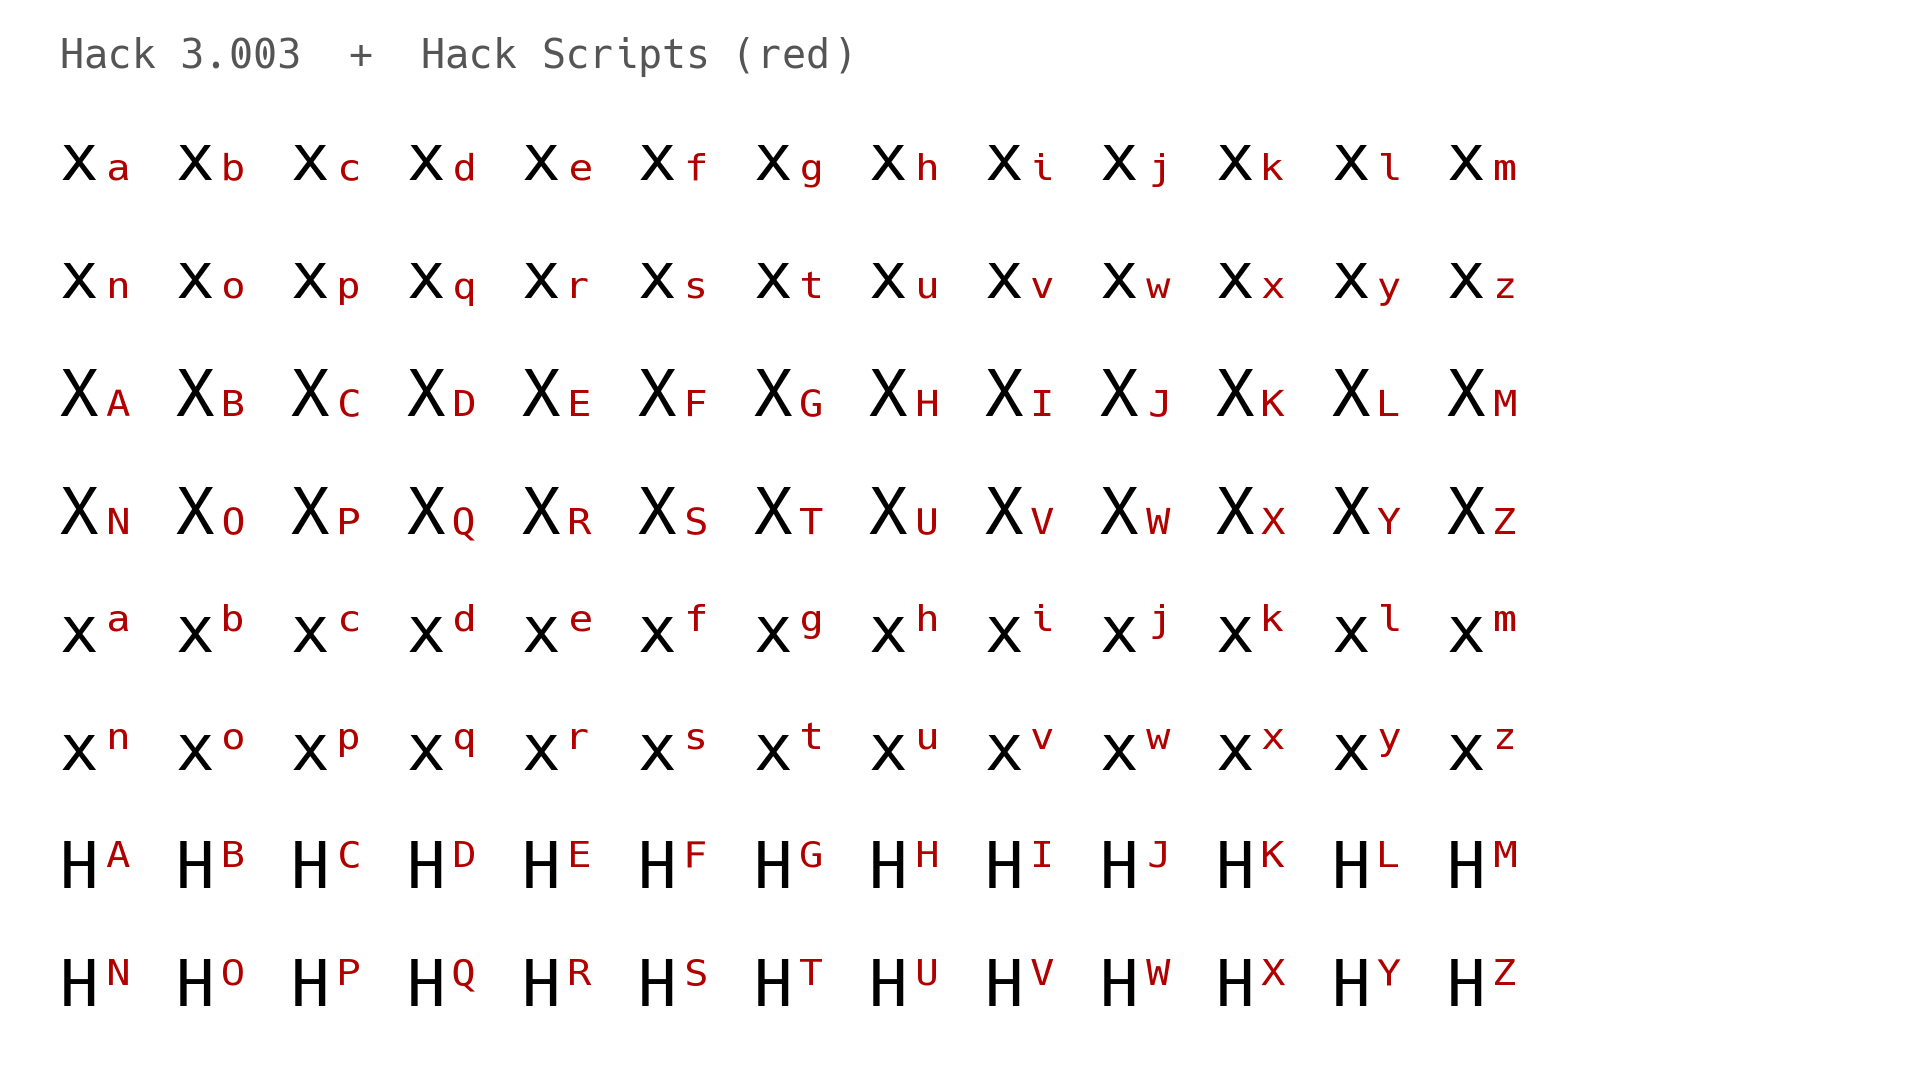 Hack 3.003  +  Hack Scripts (red)
xa xb xc xd xe xf xg xh xi xj xk xl xm
xn xo xp xq xr xs xt xu xv xw xx xy xz
XA XB XC XD XE XF XG XH XI XJ XK XL XM
XN XO XP XQ XR XS XT XU XV XW XX XY XZ
xa xb xc xd xe xf xg xh xi xj xk xl xm
xn xo xp xq xr xs xt xu xv xw xx xy xz
HA HB HC HD HE HF HG HH HI HJ HK HL HM
HN HO HP HQ HR HS HT HU HV HW HX HY HZ